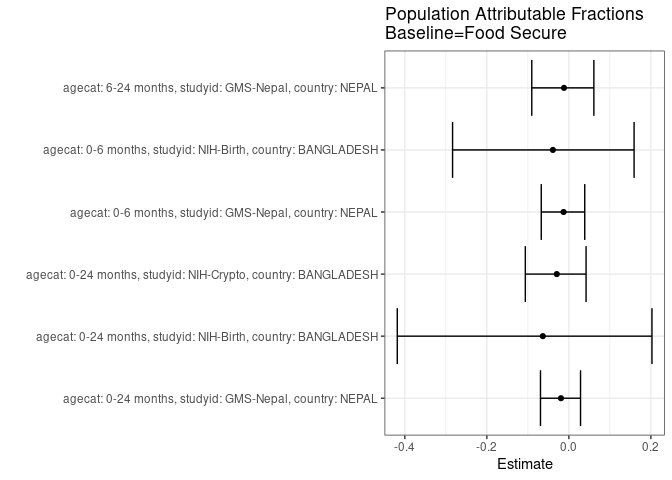 Population Attributable Fractions
Baseline=Food Secure
agecat: 6-24 months, studyid: GMS-Nepal, country: NEPAL
agecat: 0-6 months, studyid: NIH-Birth, country: BANGLADESH
agecat: 0-6 months, studyid: GMS-Nepal, country: NEPAL
agecat: 0-24 months, studyid: NIH-Crypto, country: BANGLADESH
agecat: 0-24 months, studyid: NIH-Birth, country: BANGLADESH
agecat: 0-24 months, studyid: GMS-Nepal, country: NEPAL
-0.4 -0.2 0.0 0.2
Estimate